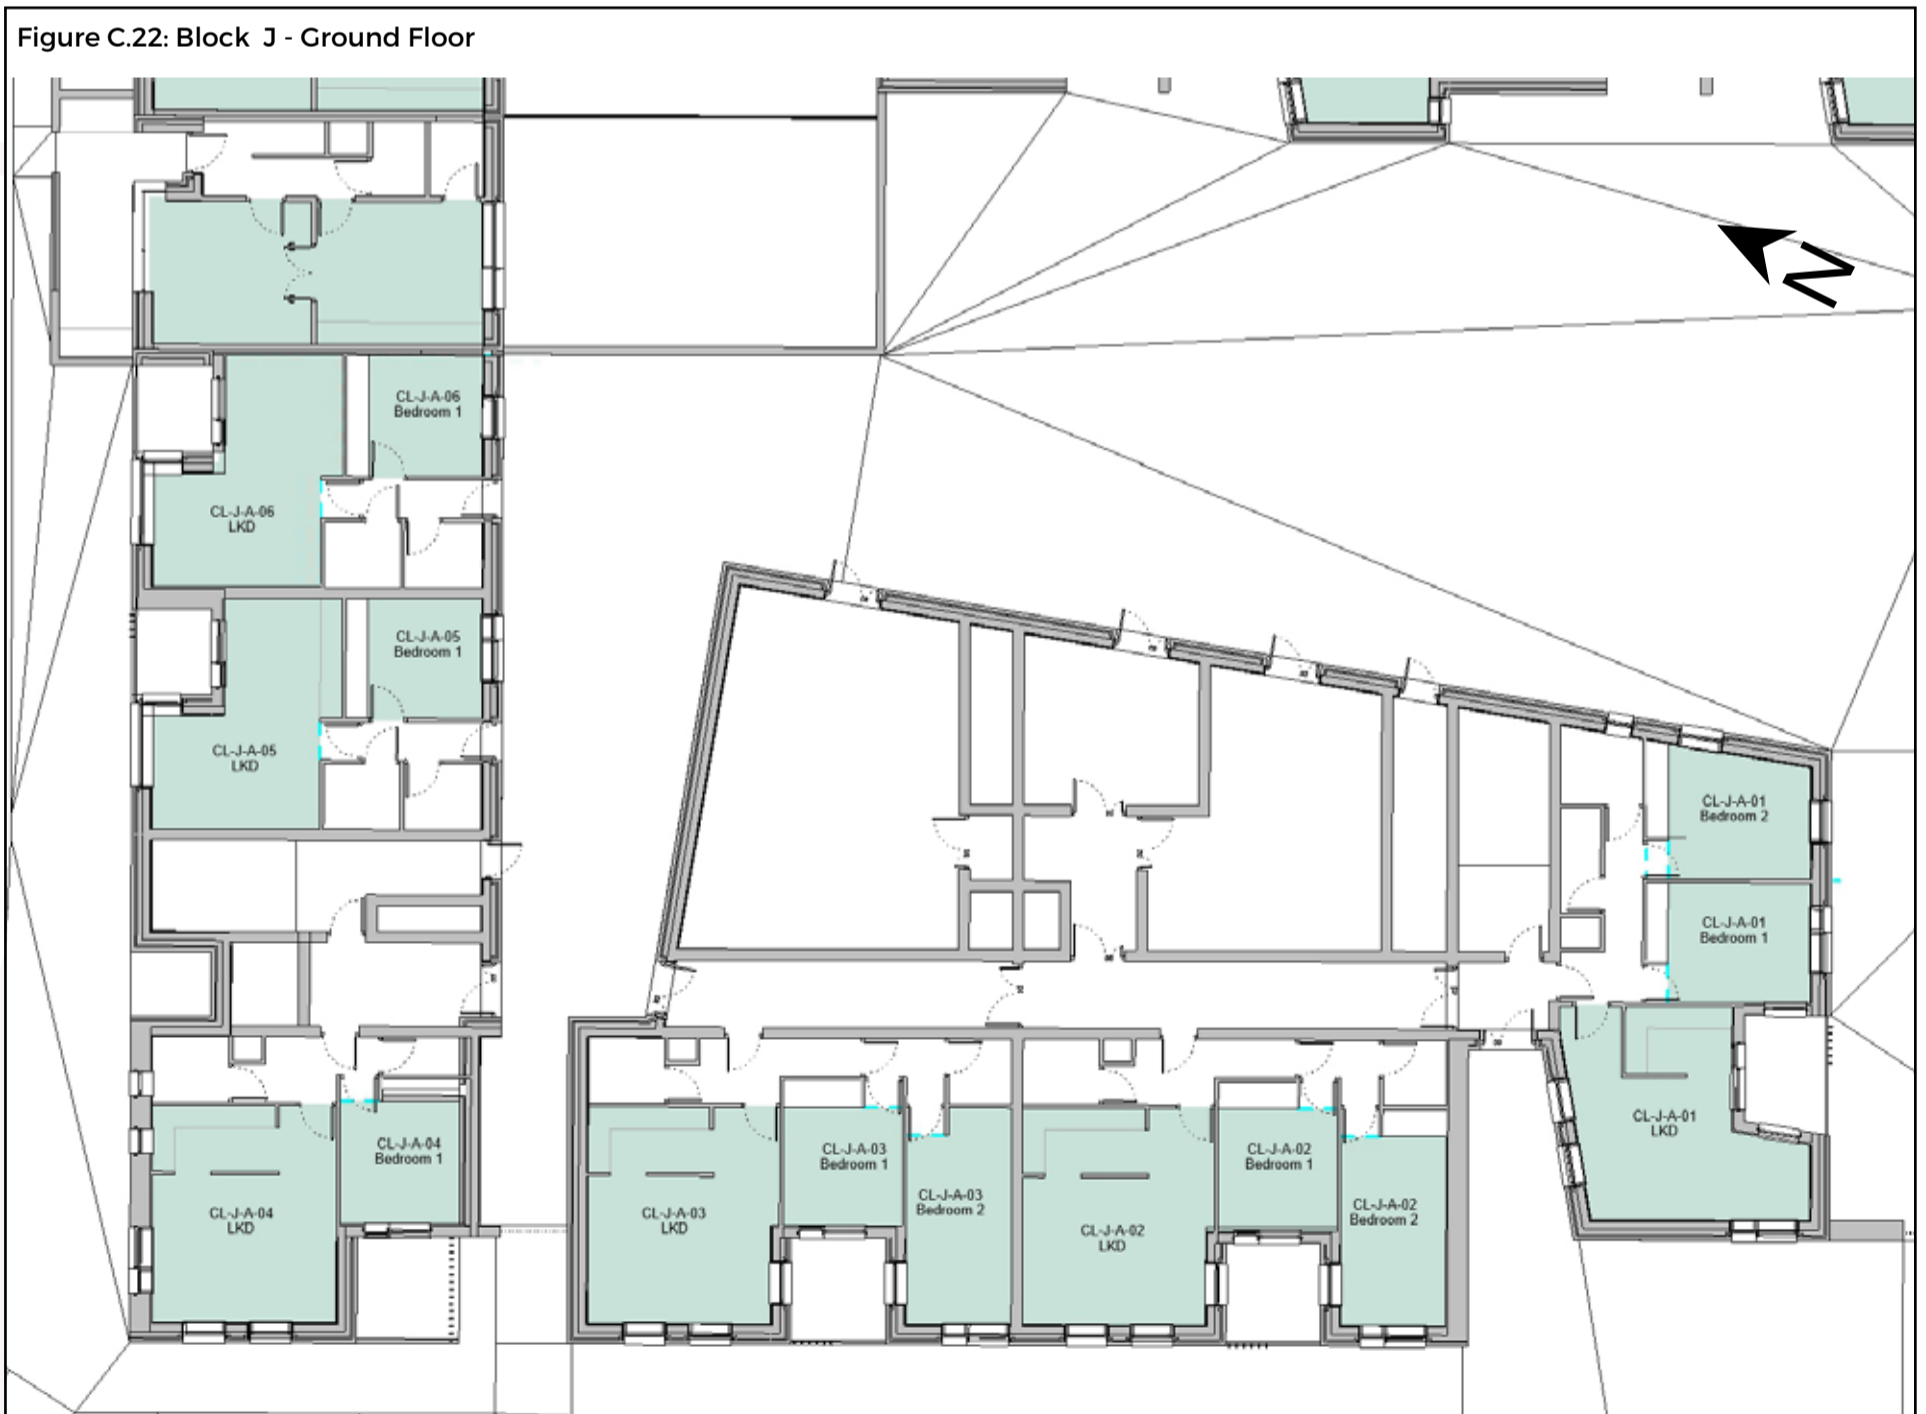 Figure C.22: Block J - Ground Floor
N
CL-J-A-06
Bedroom 1
CL-J-A-06
LKD
CL-J-A-05
Bedroom 1
CL-J-A-05
LKD
CL-J-A-01
Bedroom 2
CL-J-A-01
Bedroom 1
CL-J-A-01
LKD
CL-J-A-04
Bedroom 1
CL-J-A-04
LKD
CL-J-A-03
Bedroom 1
CL-J-A-03
Bedroom 2
CL-J-A-03
LKD
CL-J-A-02
Bedroom 1
CL-J-A-02
Bedroom 2
CL-J-A-02
LKD